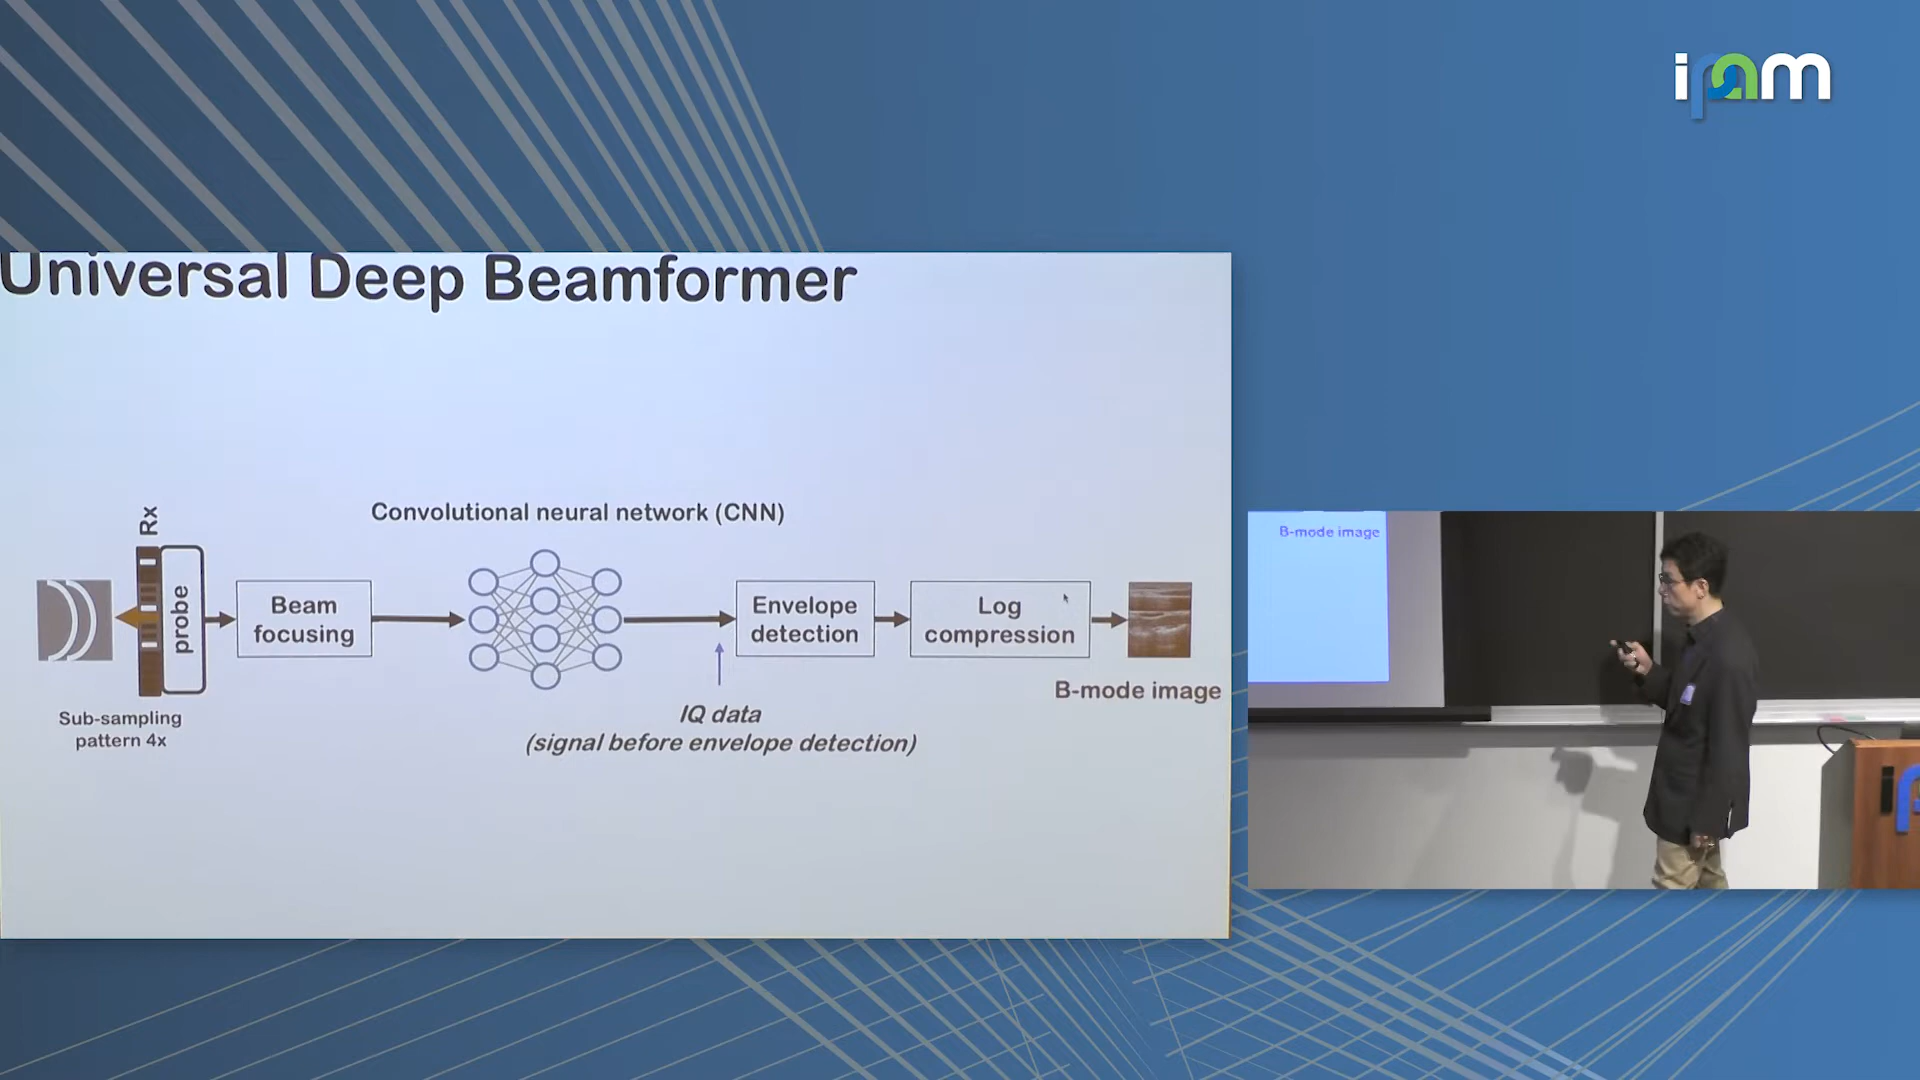 ipam
Universal Deep Beamformer
Convolutional neural network (CNN)
Rx
probe
Beam
focusing
Envelope
detection
Log
compression
Sub-sampling
pattern 4x
IQ data
(signal before envelope detection)
B-mode image
B-mode image